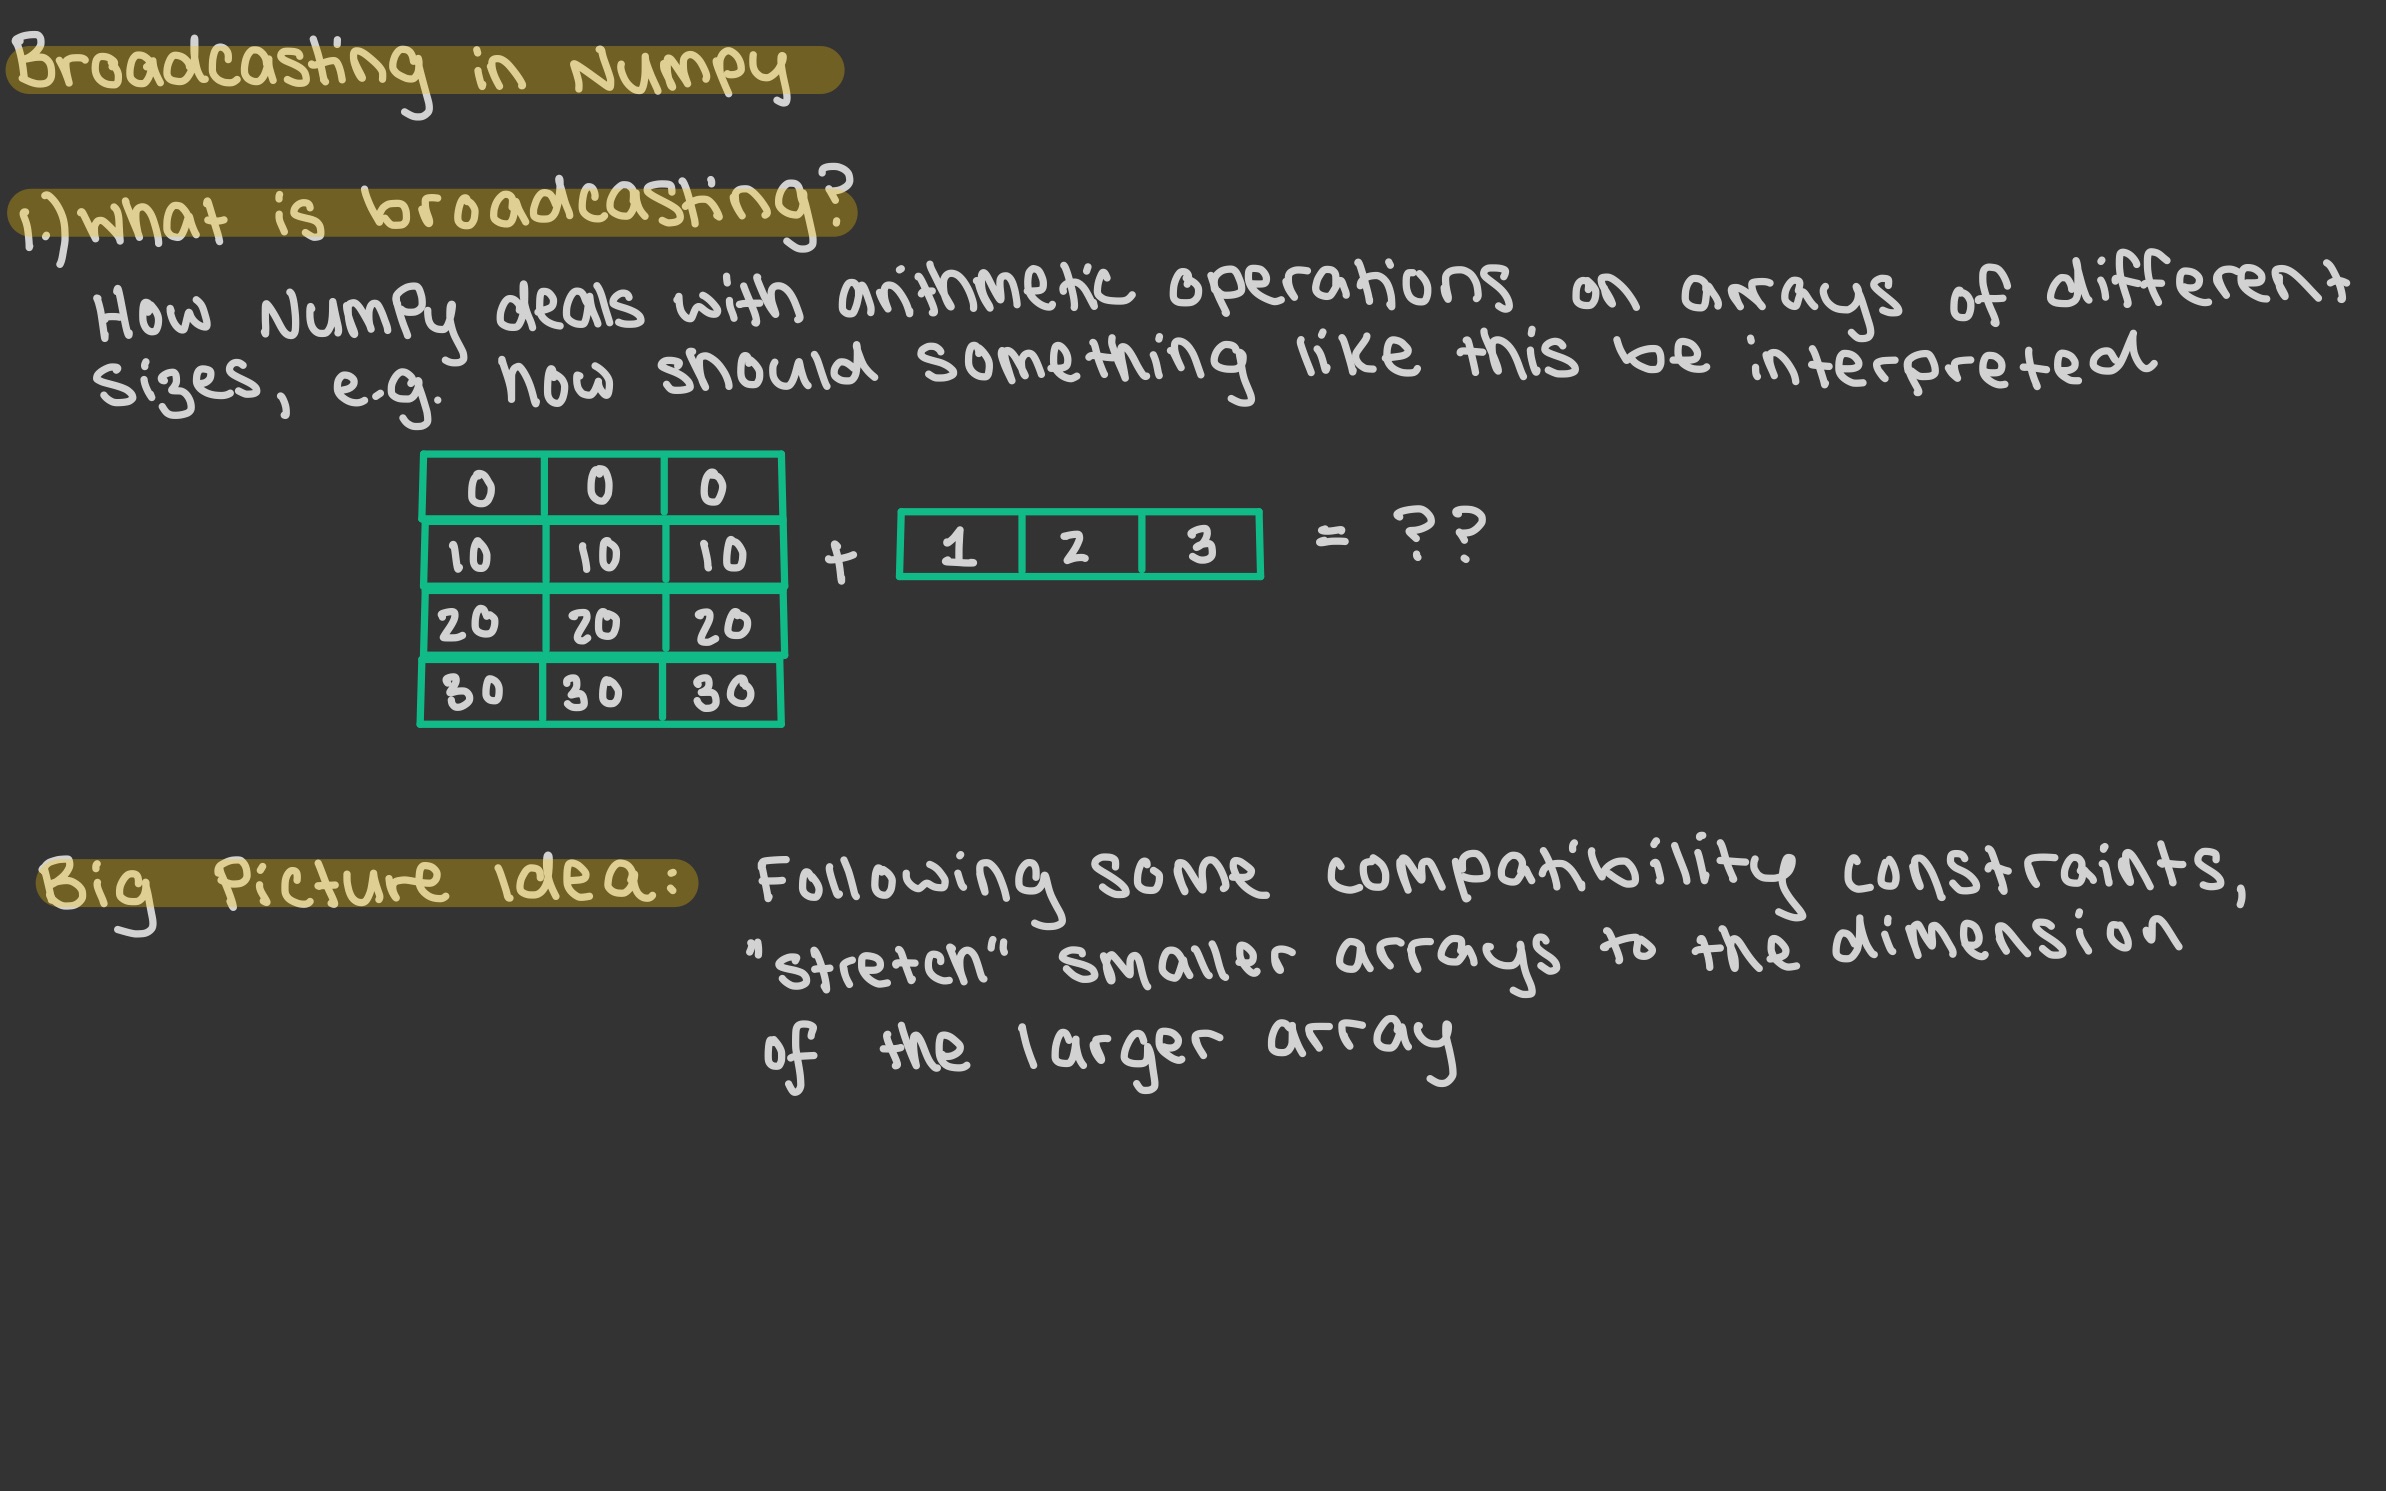 Broadcasting in Numpy
1.) What is broadcasting?
How NumPy deals with arithmetic operations on arrays of different
sizes, e.g. how should something like this be interpreted
0 0 0
10 10 10
20 20 20
30 30 30
+ 1 2 3 = ??
Big Picture Idea: Following some compatibility constraints,
"stretch" smaller arrays to the dimension
of the larger array